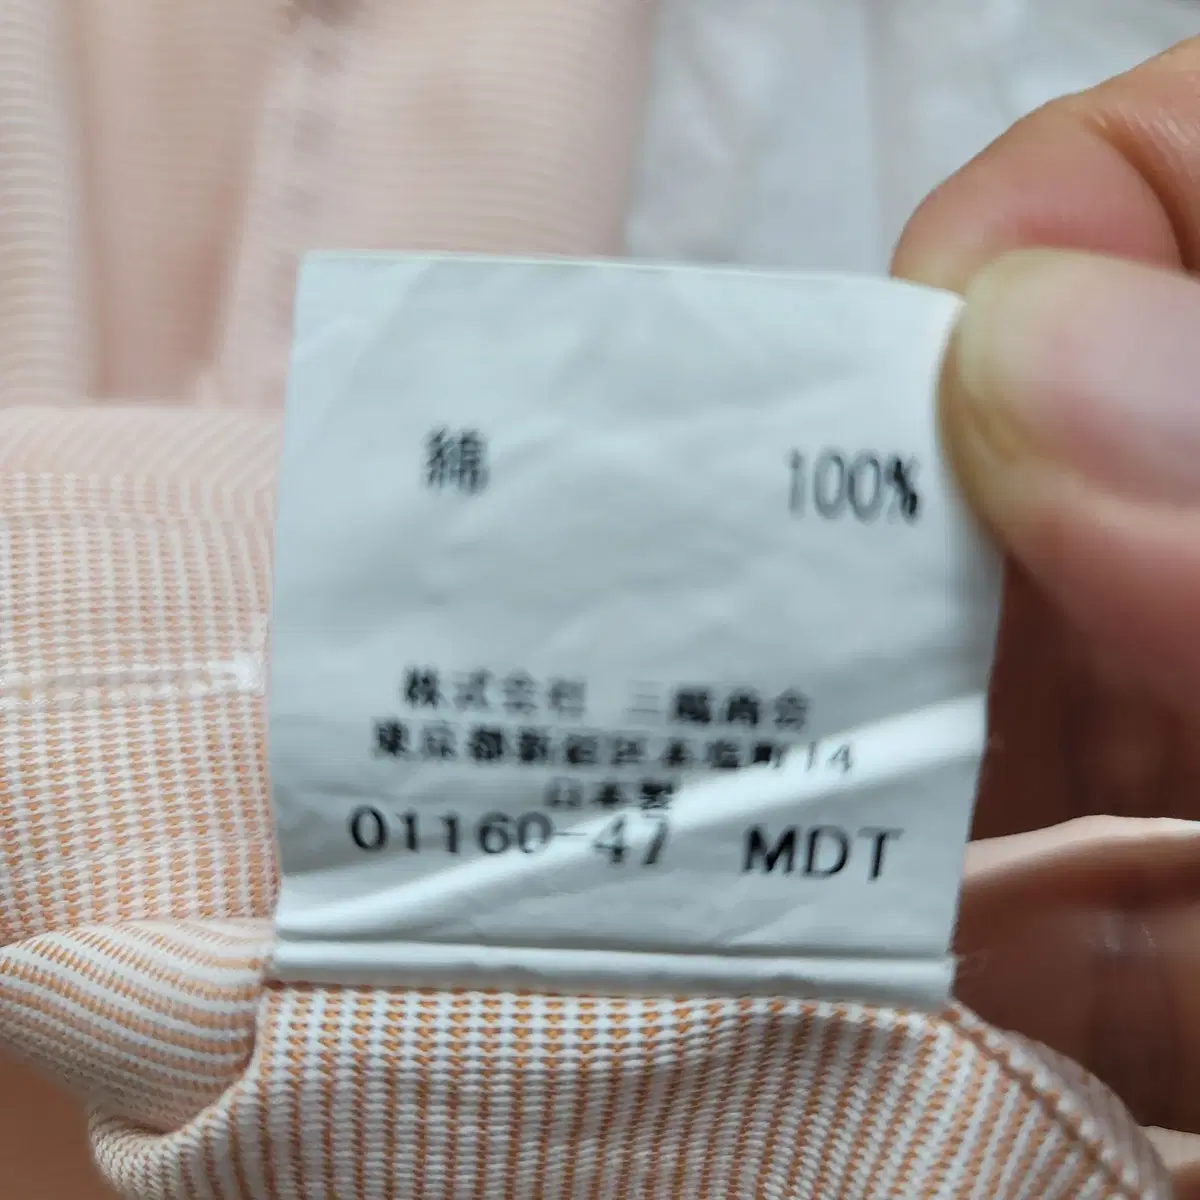 綿 100%
株式会社 三陽商会
東京都新宿区本塩町14
日本製
01160-47 MDT